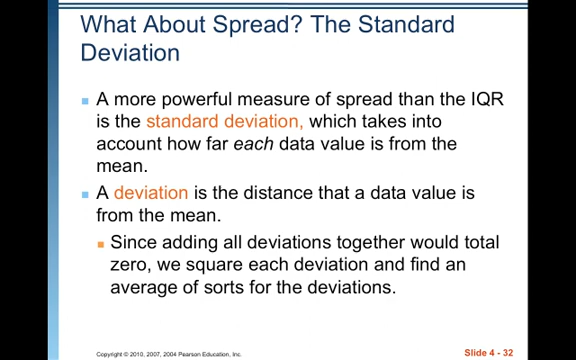 What About Spread? The Standard
Deviation
A more powerful measure of spread than the IQR
is the standard deviation, which takes into
account how far each data value is from the
mean.
A deviation is the distance that a data value is
from the mean.
Since adding all deviations together would total
zero, we square each deviation and find an
average of sorts for the deviations.
Copyright © 2010, 2007, 2004 Pearson Education, Inc.
Slide 4 - 32